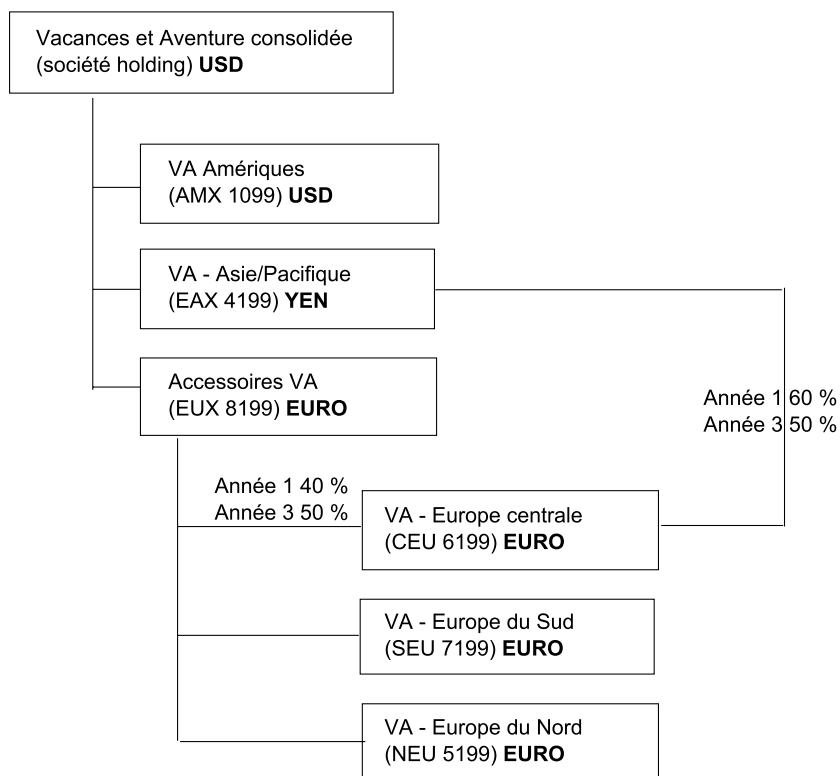 Vacances et Aventure consolidée
(société holding) USD
VA Amériques
(AMX 1099) USD
VA - Asie/Pacifique
(EAX 4199) YEN
Accessoires VA
(EUX 8199) EURO
Année 1 60 %
Année 3 50 %
Année 1 40 %
Année 3 50 %
VA - Europe centrale
(CEU 6199) EURO
VA - Europe du Sud
(SEU 7199) EURO
VA - Europe du Nord
(NEU 5199) EURO